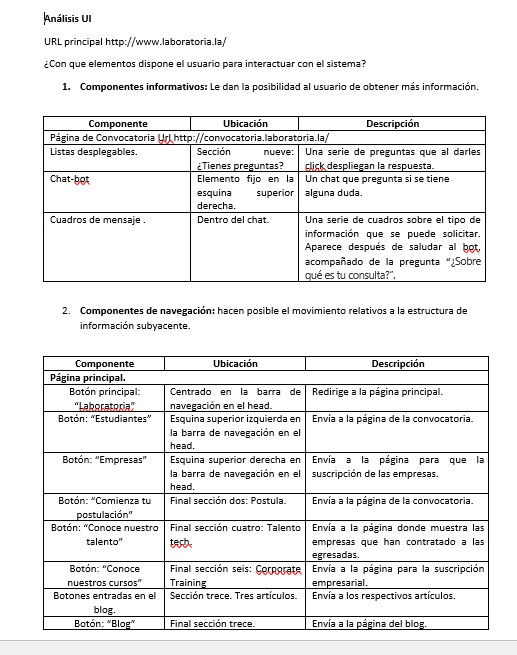 Análisis UI
URL principal http://www.laboratoria.la/
¿Con que elementos dispone el usuario para interactuar con el sistema?
1. Componentes informativos: Le dan la posibilidad al usuario de obtener más información.
Componente Ubicación Descripción
Página de Convocatoria Url http://convocatoria.laboratoria.la/
Listas desplegables. Sección nueve: Una serie de preguntas que al darles
¿Tienes preguntas? click despliegan la respuesta.
Chat-bot Elemento fijo en la Un chat que pregunta si se tiene
esquina superior alguna duda.
derecha.
Cuadros de mensaje . Dentro del chat. Una serie de cuadros sobre el tipo de
información que se puede solicitar.
Aparece después de saludar al bot,
acompañado de la pregunta "¿Sobre
qué es tu consulta?".
2. Componentes de navegación: hacen posible el movimiento relativos a la estructura de
información subyacente.
Componente Ubicación Descripción
Página principal.
Botón principal: Centrado en la barra de Redirige a la página principal.
"Laboratoria" navegación en el head.
Botón: "Estudiantes" Esquina superior izquierda en Envía a la página de la convocatoria.
la barra de navegación en el
head.
Botón: "Empresas" Esquina superior derecha en Envía a la página para que la
la barra de navegación en el suscripción de las empresas.
head.
Botón: "Comienza tu Final sección dos: Postula. Envía a la página de la convocatoria.
postulación"
Botón: "Conoce nuestro Final sección cuatro: Talento Envía a la página donde muestra las
talento" tech. empresas que han contratado a las
egresadas.
Botón: "Conoce Final sección seis: Corporate Envía a la página para la suscripción
nuestros cursos" Training empresarial.
Botones entradas en el Sección trece. Tres artículos. Envía a los respectivos artículos.
blog.
Botón: "Blog" Final sección trece. Envía a la página del blog.